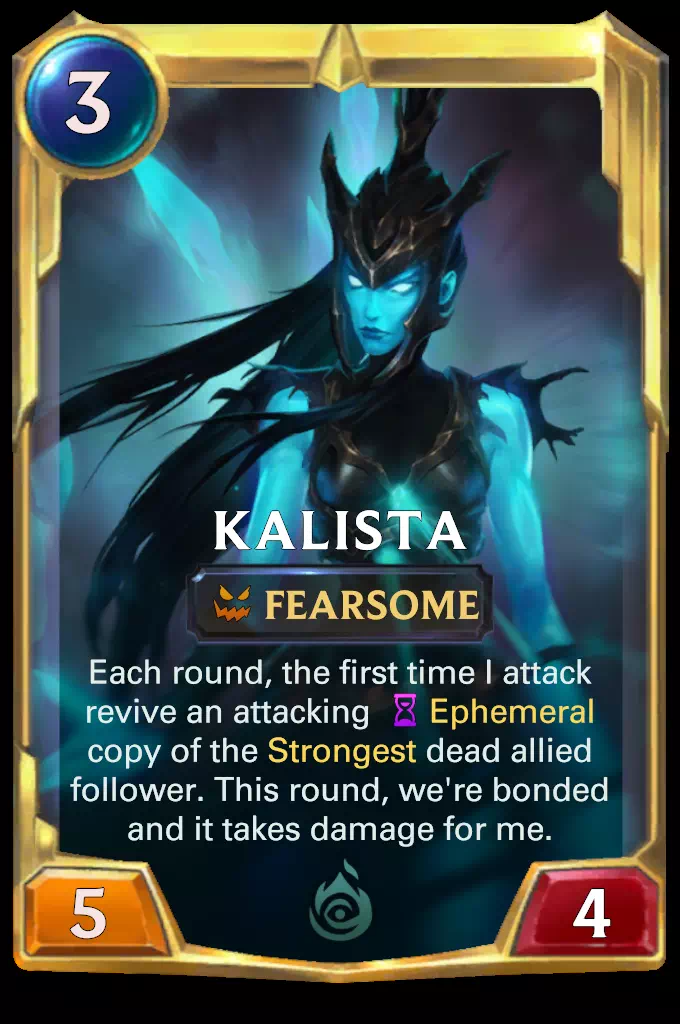 3
KALISTA
FEARSOME
Each round, the first time I attack
revive an attacking Ephemeral
copy of the Strongest dead allied
follower. This round, we're bonded
and it takes damage for me.
5
4